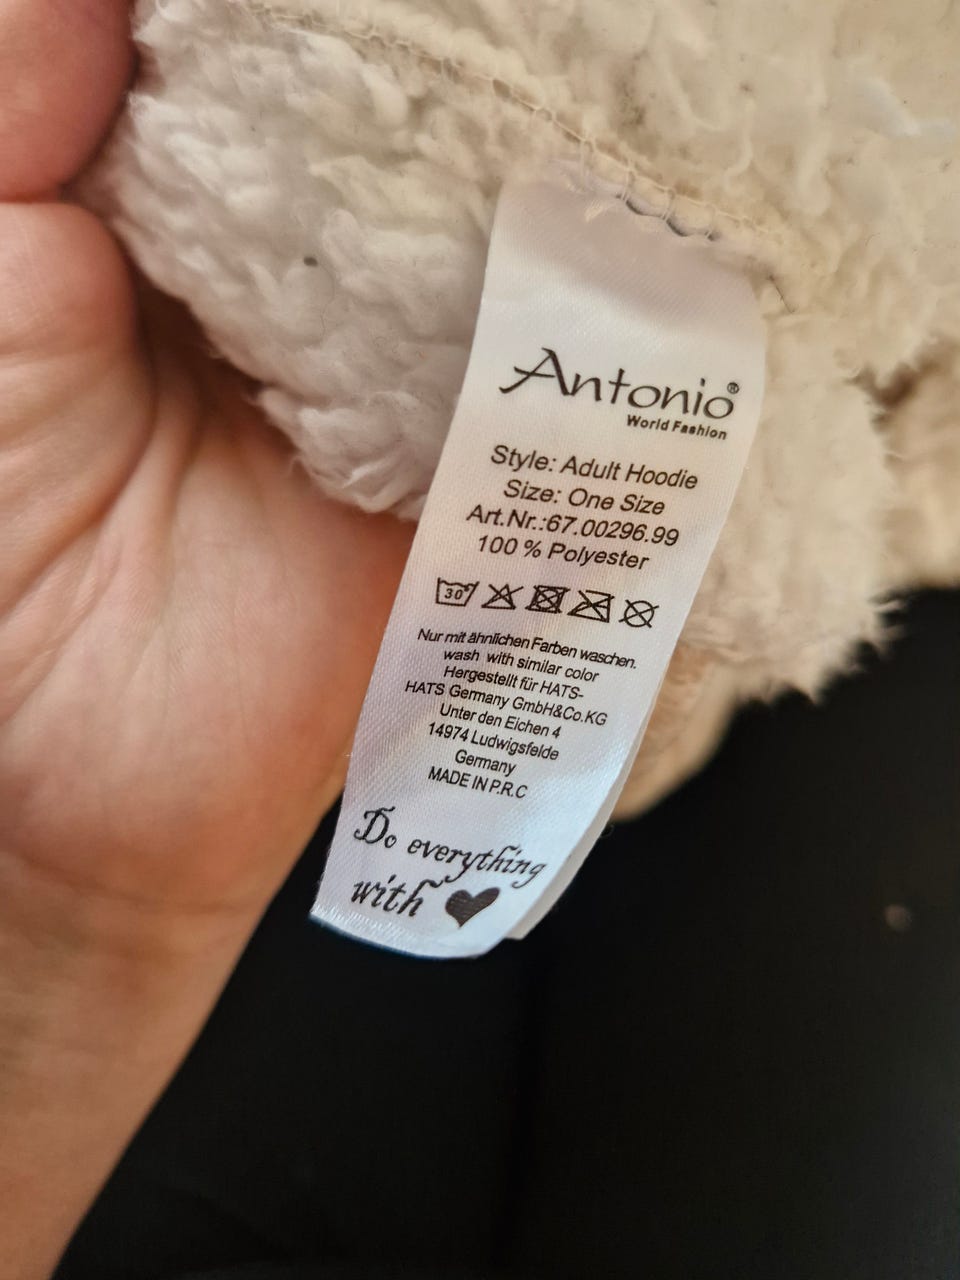 Antonio®
World Fashion
Style: Adult Hoodie
Size: One Size
Art.Nr.:67.00296.99
100 % Polyester
30°
Nur mit ähnlichen Farben waschen.
wash with similar color
Hergestellt für HATS-
HATS Germany GmbH&Co.KG
Unter den Eichen 4
14974 Ludwigsfelde
Germany
MADE IN P.R.C
Do everything
with ♥